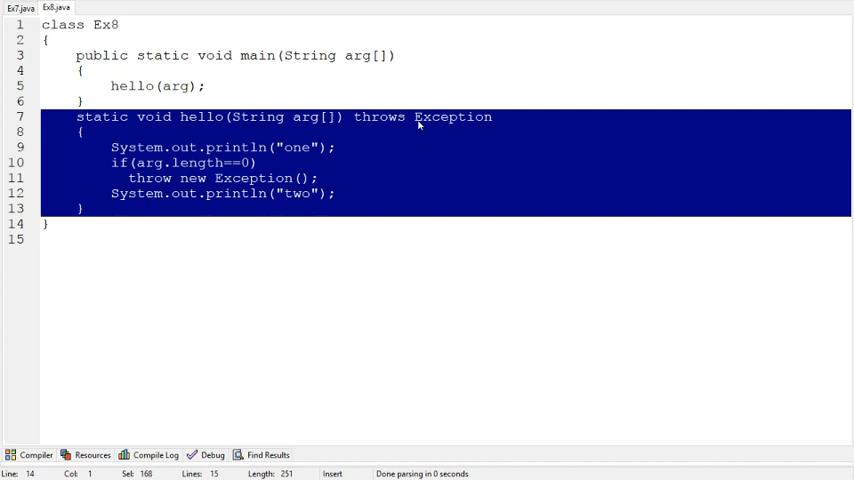 Ex7.java Ex8.java
1 class Ex8
2 {
3 public static void main(String arg[])
4 {
5 hello(arg);
6 }
7 static void hello(String arg[]) throws Exception
8 {
9 System.out.println("one");
10 if(arg.length==0)
11 throw new Exception();
12 System.out.println("two");
13 }
14 }
15
Compiler Resources Compile Log Debug Find Results
Line: 14 Col: 1 Sel: 168 Lines: 15 Length: 251 Insert Done parsing in 0 seconds